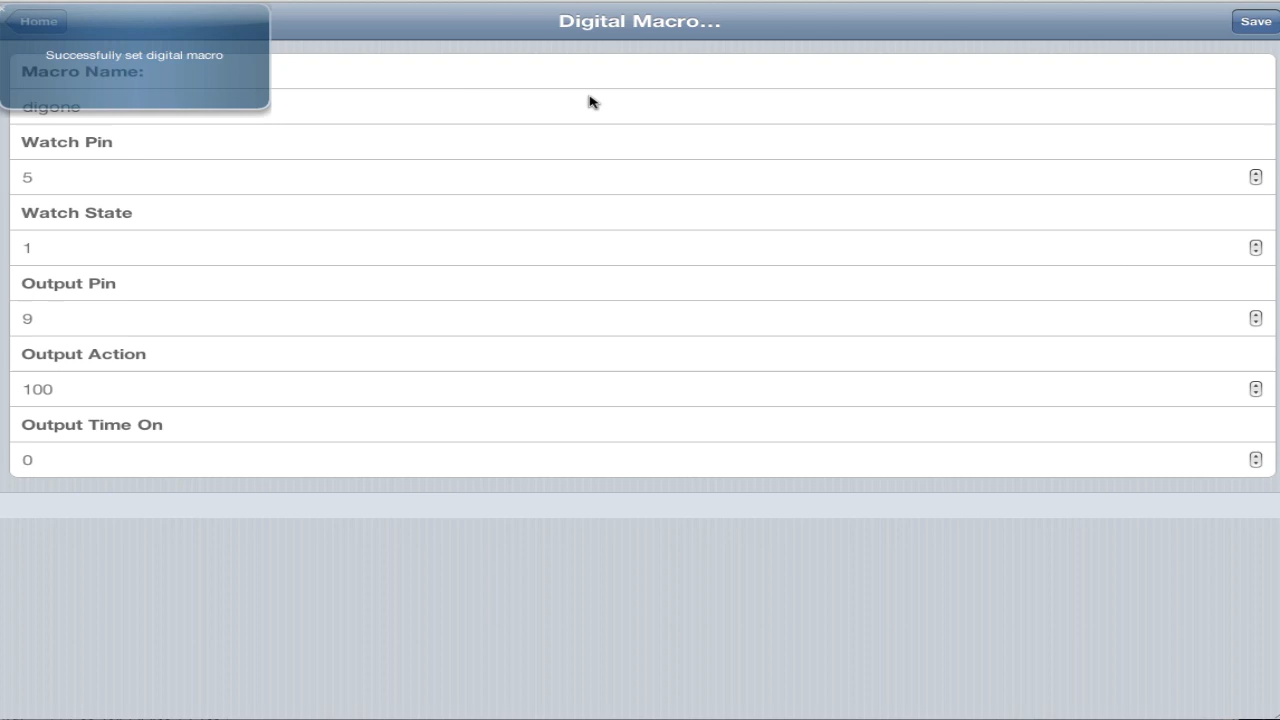 Home
Digital Macro...
Save
Successfully set digital macro
Macro Name:
digone
Watch Pin
5
Watch State
1
Output Pin
9
Output Action
100
Output Time On
0